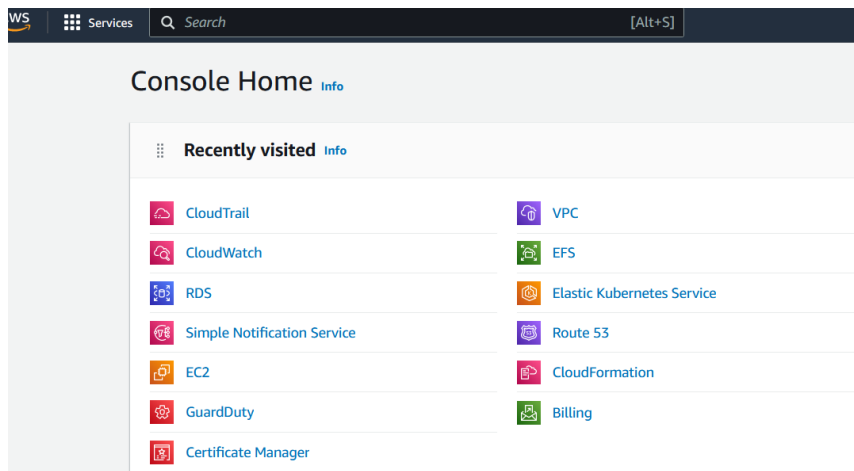 WS
Services
Search
[Alt+S]
Console Home Info
Recently visited Info
CloudTrail
CloudWatch
RDS
Simple Notification Service
EC2
GuardDuty
Certificate Manager
VPC
EFS
Elastic Kubernetes Service
Route 53
CloudFormation
Billing